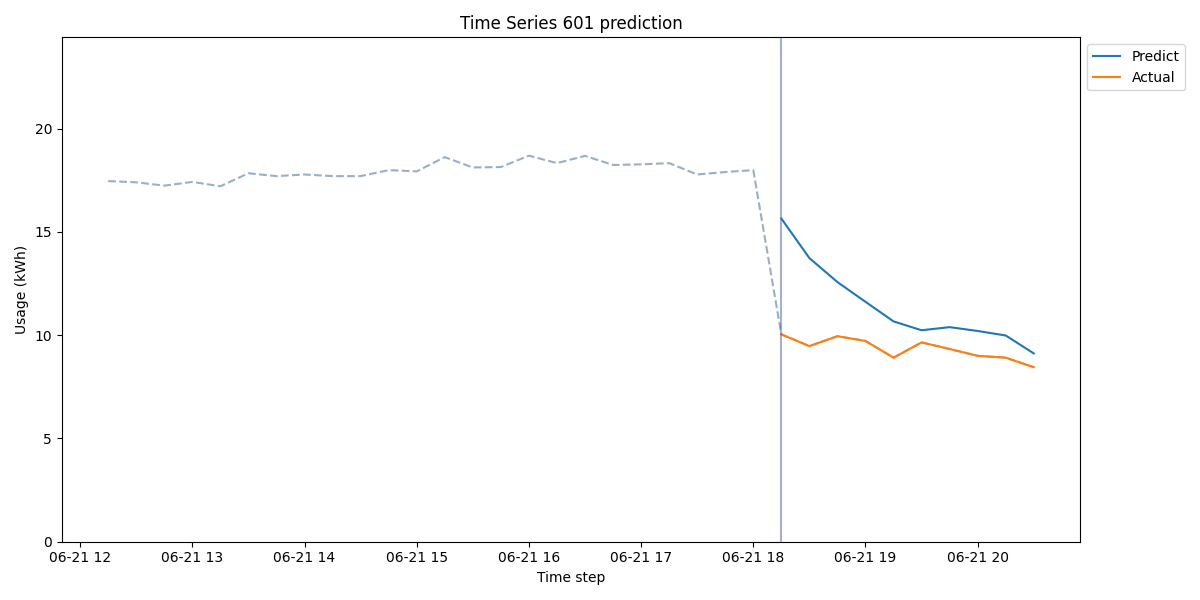 Time Series 601 prediction
Predict
Actual
Usage (kWh)
20
15
10
5
0
06-21 12
06-21 13
06-21 14
06-21 15
06-21 16
06-21 17
06-21 18
06-21 19
06-21 20
Time step